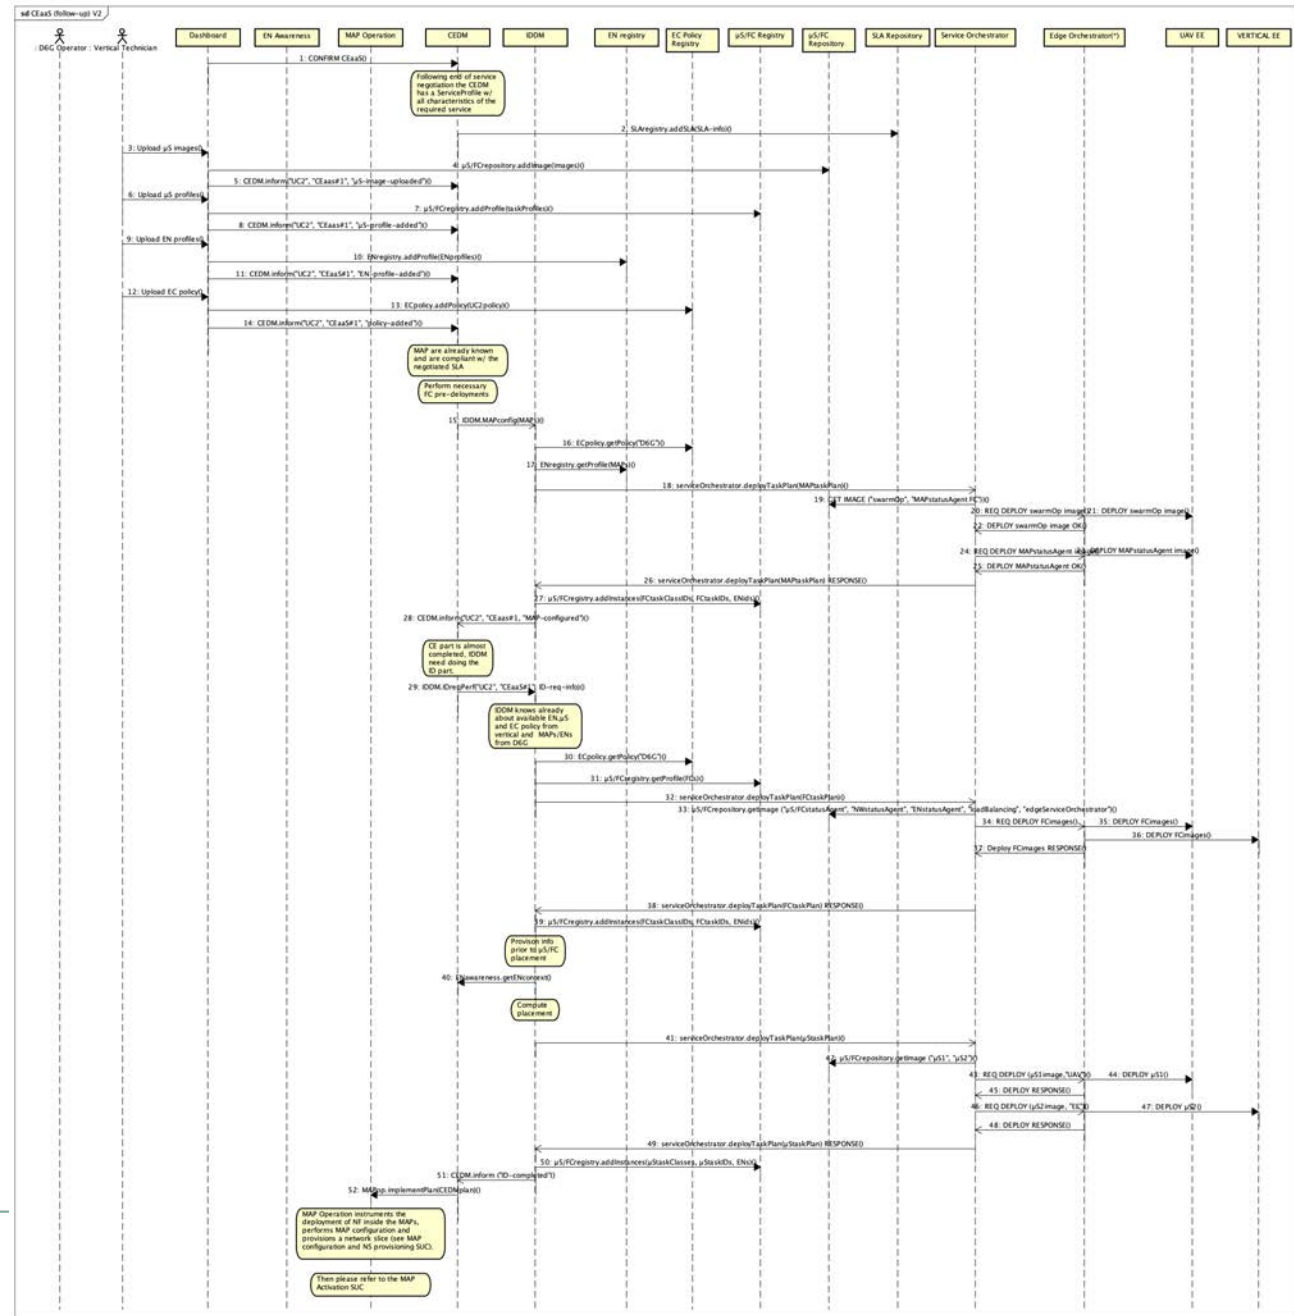 sd CEaaS (follow-up) V2
: D6G Operator
: Vertical Technician
Dashboard
EN Awareness
MAP Operation
CEDM
IDDM
EN registry
EC Policy
Registry
µS/FC Registry
µS/FC
Repository
SLA Repository
Service Orchestrator
Edge Orchestrator(*)
UAV EE
VERTICAL EE
1: CONFIRM CEaaS()
Following end of service
negotiation the CEDM
has a ServiceProfile w/
all characteristics of the
required service
2: SLAregistry.addSLA(SLA-info)()
3: Upload µS images()
4: µS/FCrepository.addImage(images)()
5: CEDM.inform("UC2", "CEaas#1", "µS-image-uploaded")()
6: Upload µS profiles()
7: µS/FCregistry.addProfile(taskProfiles)()
8: CEDM.inform("UC2", "CEaas#1", "µS-profile-added")()
9: Upload EN profiles()
10: ENregistry.addProfile(ENprofiles)()
11: CEDM.inform("UC2", "CEaaS#1", "EN-profile-added")()
12: Upload EC policy()
13: ECpolicy.addPolicy(UC2policy)()
14: CEDM.inform("UC2", "CEaaS#1", "policy-added")()
MAP are already known
and are compliant w/ the
negotiated SLA
Perform necessary
FC pre-deloyments
15: IDDM.MAPconfig(MAPs)()
16: ECpolicy.getPolicy("D6G")()
17: ENregistry.getProfile(MAPs)()
18: serviceOrchestrator.deployTaskPlan(MAPtaskPlan)()
19: GET IMAGE ("swarmOp", "MAPstatusAgent FC")()
20: REQ DEPLOY swarmOp image()
21: DEPLOY swarmOp image()
22: DEPLOY swarmOp image OK()
24: REQ DEPLOY MAPstatusAgent image()
23: DEPLOY MAPstatusAgent image()
25: DEPLOY MAPstatusAgent OK()
26: serviceOrchestrator.deployTaskPlan(MAPtaskPlan) RESPONSE()
27: µS/FCregistry.addInstances(FCtaskClassIDs, FCtaskIDs, ENids)()
28: CEDM.inform("UC2", "CEaas#1, "MAP-configured")()
CE part is almost
completed, IDDM
need doing the
ID part.
29: IDDM.IDreqPerf("UC2", "CEaaS#1", ID-req-info)()
IDDM knows already
about available EN,µS
and EC policy from
vertical and MAPs/ENs
from D6G
30: ECpolicy.getPolicy("D6G")()
31: µS/FCregistry.getProfile(FCs)()
32: serviceOrchestrator.deployTaskPlan(FCtaskPlan)()
33: µS/FCrepository.getImage ("µS/FCstatusAgent", "NWstatusAgent", "ENstatusAgent", "loadBalancing", "edgeServiceOrchestrator")()
34: REQ DEPLOY FCimages()
35: DEPLOY FCimages()
36: DEPLOY FCimages()
37: Deploy FCimages RESPONSE()
38: serviceOrchestrator.deployTaskPlan(FCtaskPlan) RESPONSE()
39: µS/FCregistry.addInstances(FCtaskClassIDs, FCtaskIDs, ENids)()
Provison info
prior to µS/FC
placement
40: ENawareness.getENcontext()
Compute
placement
41: serviceOrchestrator.deployTaskPlan(µStaskPlan)()
42: µS/FCrepository.getImage ("µS1", "µS2")()
43: REQ DEPLOY (µS1image,"UAV")()
44: DEPLOY µS1()
45: DEPLOY RESPONSE()
46: REQ DEPLOY (µS2image, "EE")()
47: DEPLOY µS2()
48: DEPLOY RESPONSE()
49: serviceOrchestrator.deployTaskPlan(µStaskPlan) RESPONSE()
50: µS/FCregistry.addInstances(µStaskClasses, µStaskIDs, ENs)()
51: CEDM.inform ("ID-completed")()
52: MAPop.implementPlan(CEDMplan)()
MAP Operation instruments the
deployment of NF inside the MAPs,
performs MAP configuration and
provisions a network slice (see MAP
configuration and NS provisioning SUC).
Then please refer to the MAP
Activation SUC